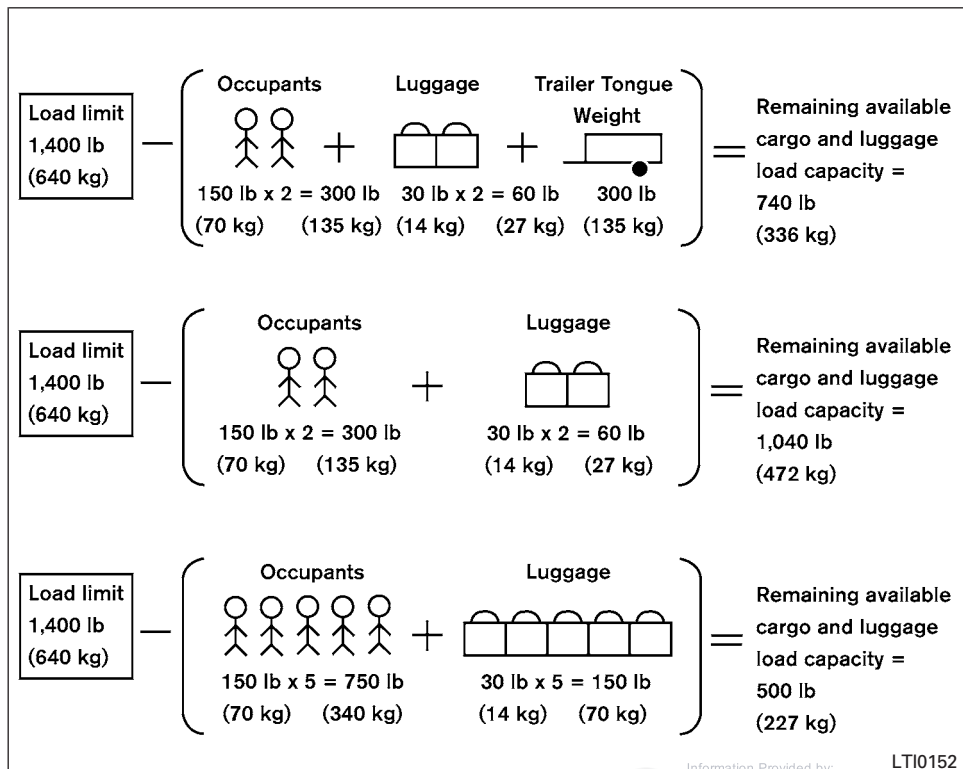 Occupants
Luggage
Trailer Tongue
Weight
Load limit
1,400 lb
(640 kg)
150 lb x 2 = 300 lb
(70 kg) (135 kg)
30 lb x 2 = 60 lb
(14 kg) (27 kg)
300 lb
(135 kg)
Remaining available
cargo and luggage
load capacity =
740 lb
(336 kg)
Occupants
Luggage
Load limit
1,400 lb
(640 kg)
150 lb x 2 = 300 lb
(70 kg) (135 kg)
30 lb x 2 = 60 lb
(14 kg) (27 kg)
Remaining available
cargo and luggage
load capacity =
1,040 lb
(472 kg)
Occupants
Luggage
Load limit
1,400 lb
(640 kg)
150 lb x 5 = 750 lb
(70 kg) (340 kg)
30 lb x 5 = 150 lb
(14 kg) (70 kg)
Remaining available
cargo and luggage
load capacity =
500 lb
(227 kg)
Information Provided by:
LTI0152